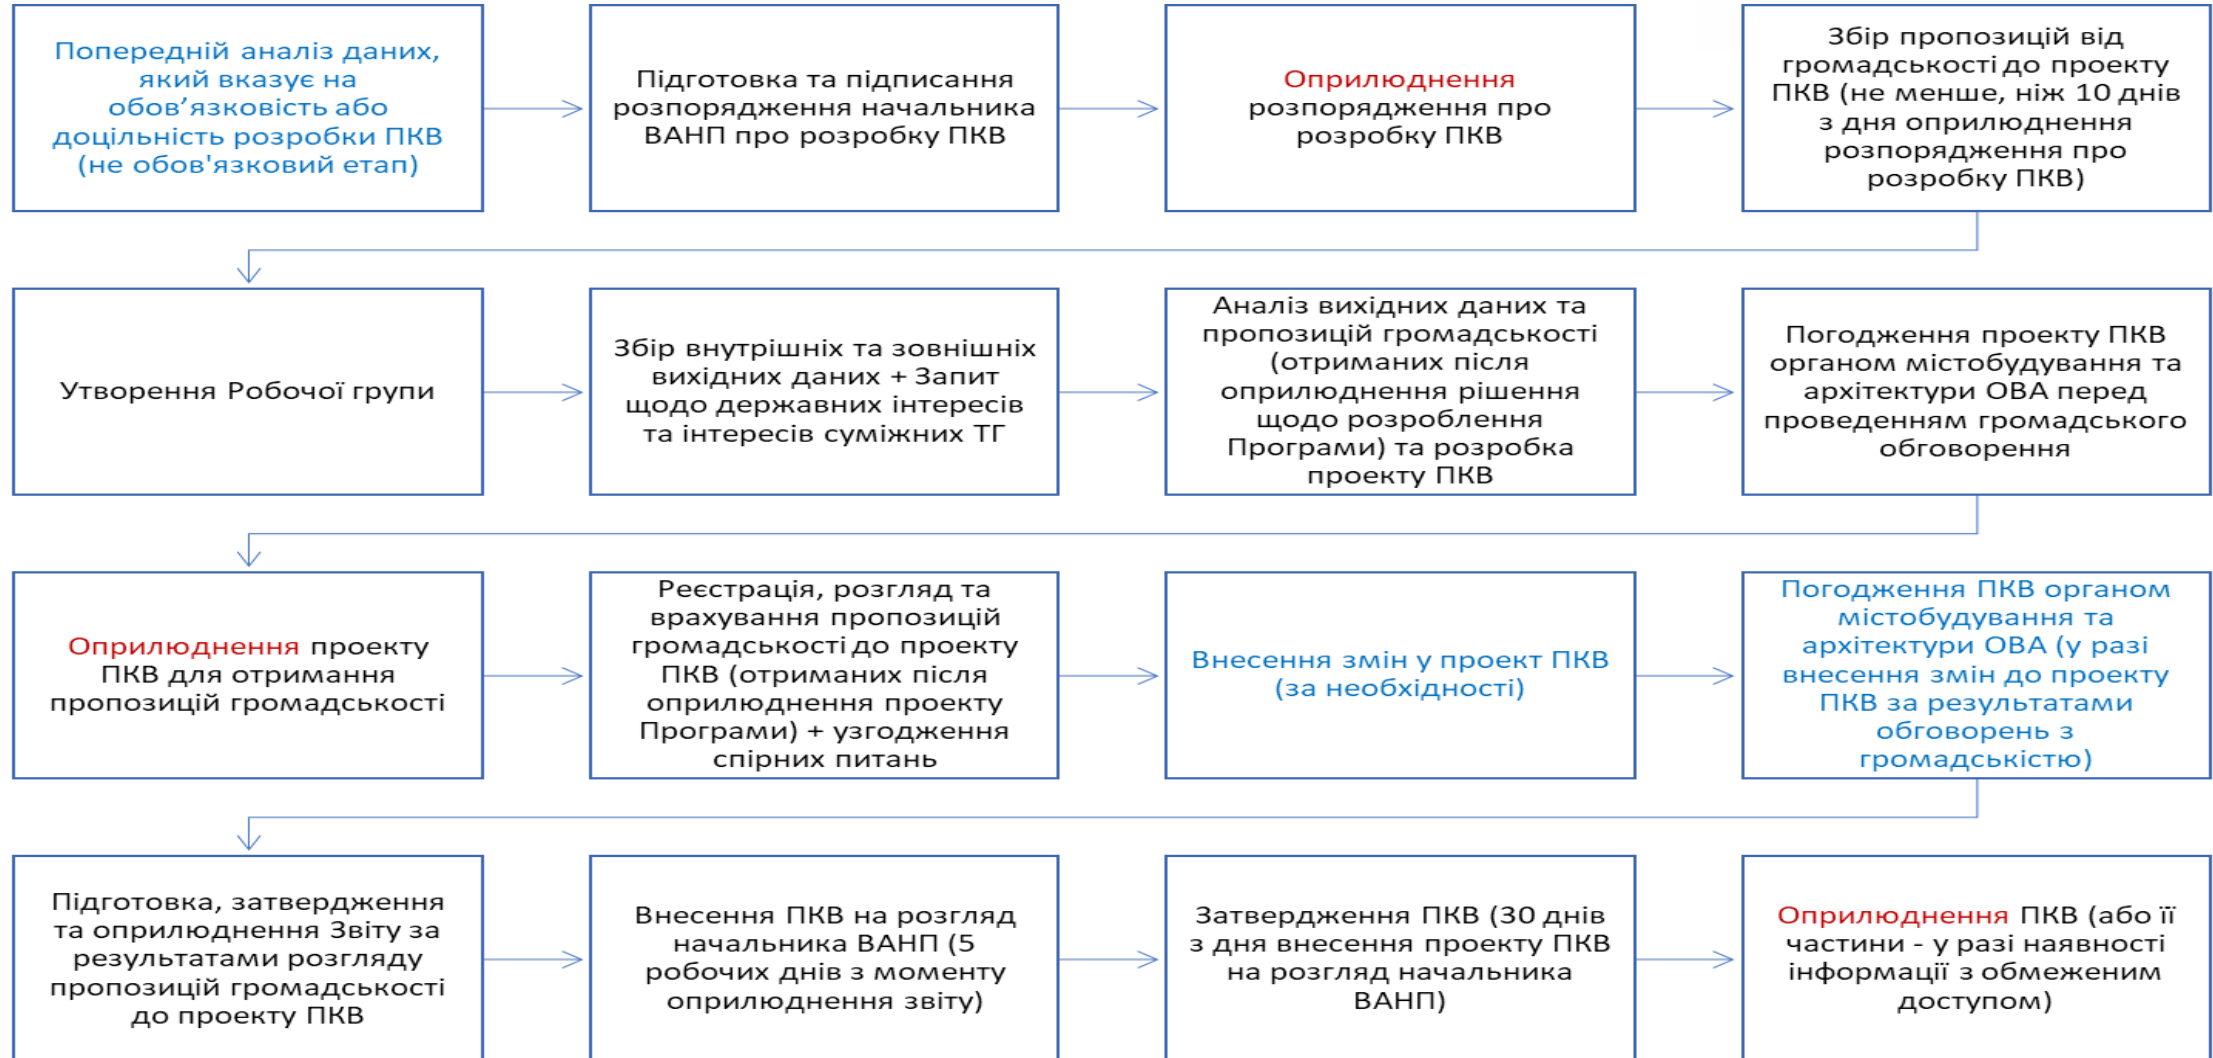 Попередній аналіз даних,
який вказує на
обов’язковість або
доцільність розробки ПКВ
(не обов'язковий етап)
Підготовка та підписання
розпорядження начальника
ВАНП про розробку ПКВ
Оприлюднення
розпорядження про
розробку ПКВ
Збір пропозицій від
громадськості до проекту
ПКВ (не менше, ніж 10 днів
з дня оприлюднення
розпорядження про
розробку ПКВ)
Утворення Робочої групи
Збір внутрішніх та зовнішніх
вихідних даних + Запит
щодо державних інтересів
та інтересів суміжних ТГ
Аналіз вихідних даних та
пропозицій громадськості
(отриманих після
оприлюднення рішення
щодо розроблення
Програми) та розробка
проекту ПКВ
Погодження проекту ПКВ
органом містобудування та
архітектури ОВА перед
проведенням громадського
обговорення
Оприлюднення проекту
ПКВ для отримання
пропозицій громадськості
Реєстрація, розгляд та
врахування пропозицій
громадськості до проекту
ПКВ (отриманих після
оприлюднення проекту
Програми) + узгодження
спірних питань
Внесення змін у проект ПКВ
(за необхідності)
Погодження ПКВ органом
містобудування та
архітектури ОВА (у разі
внесення змін до проекту
ПКВ за результатами
обговорень з
громадськістю)
Підготовка, затвердження
та оприлюднення Звіту за
результатами розгляду
пропозицій громадськості
до проекту ПКВ
Внесення ПКВ на розгляд
начальника ВАНП (5
робочих днів з моменту
оприлюднення звіту)
Затвердження ПКВ (30 днів
з дня внесення проекту ПКВ
на розгляд начальника
ВАНП)
Оприлюднення ПКВ (або її
частини - у разі наявності
інформації з обмеженим
доступом)